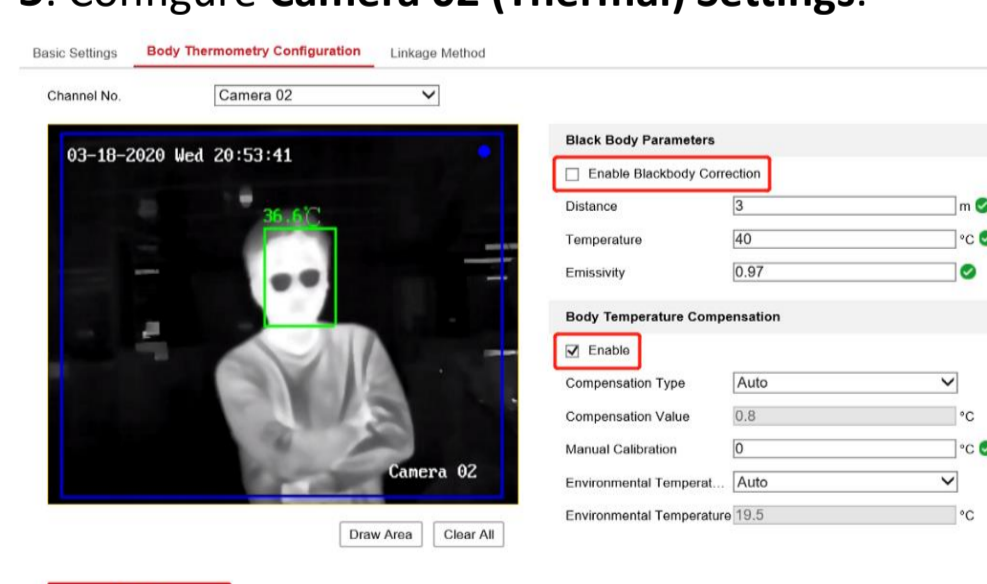 3. Configure Camera 02 (Thermal) Settings.
Basic Settings Body Thermometry Configuration Linkage Method
Channel No. Camera 02
03-18-2020 Wed 20:53:41
36.6℃
Camera 02
Draw Area Clear All
Black Body Parameters
Enable Blackbody Correction
Distance 3 m
Temperature 40 °C
Emissivity 0.97
Body Temperature Compensation
Enable
Compensation Type Auto
Compensation Value 0.8 °C
Manual Calibration 0 °C
Environmental Temperat... Auto
Environmental Temperature 19.5 °C